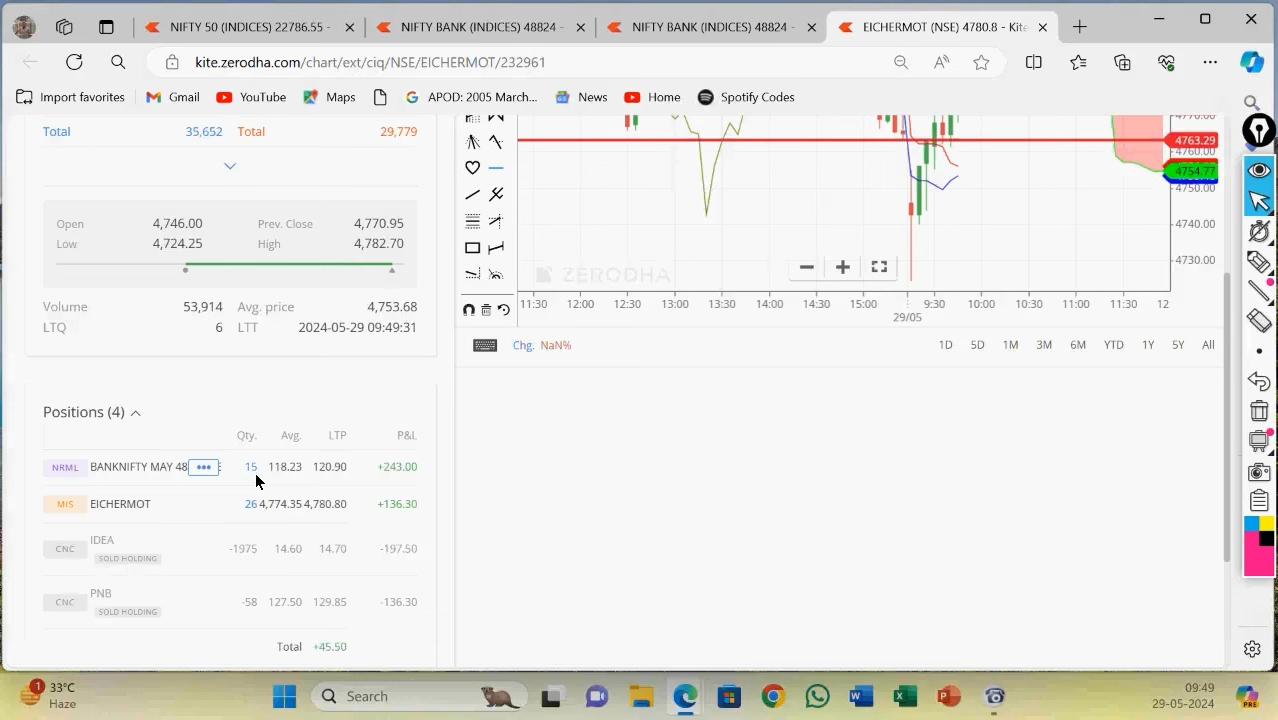 NIFTY 50 (INDICES) 22786.55 -
NIFTY BANK (INDICES) 48824 -
NIFTY BANK (INDICES) 48824 -
EICHERMOT (NSE) 4780.8 - Kite
kite.zerodha.com/chart/ext/ciq/NSE/EICHERMOT/232961
Import favorites
Gmail
YouTube
Maps
APOD: 2005 March...
News
Home
Spotify Codes
Total 35,652 Total 29,779
Open 4,746.00 Prev. Close 4,770.95
Low 4,724.25 High 4,782.70
Volume 53,914 Avg. price 4,753.68
LTQ 6 LTT 2024-05-29 09:49:31
4770.00
4763.29
4760.00
4754.77
4750.00
4740.00
4730.00
ZERODHA
11:30 12:00 12:30 13:00 13:30 14:00 14:30 15:00 9:30 10:00 10:30 11:00 11:30 12
29/05
Chg. NaN%
1D 5D 1M 3M 6M YTD 1Y 5Y All
Positions (4)
Qty. Avg. LTP P&L
NRML BANKNIFTY MAY 48 ••• 15 118.23 120.90 +243.00
MIS EICHERMOT 26 4,774.35 4,780.80 +136.30
CNC IDEA -1975 14.60 14.70 -197.50
SOLD HOLDING
CNC PNB -58 127.50 129.85 -136.30
SOLD HOLDING
Total +45.50
1
33°C
Haze
Search
09:49
29-05-2024
PRE